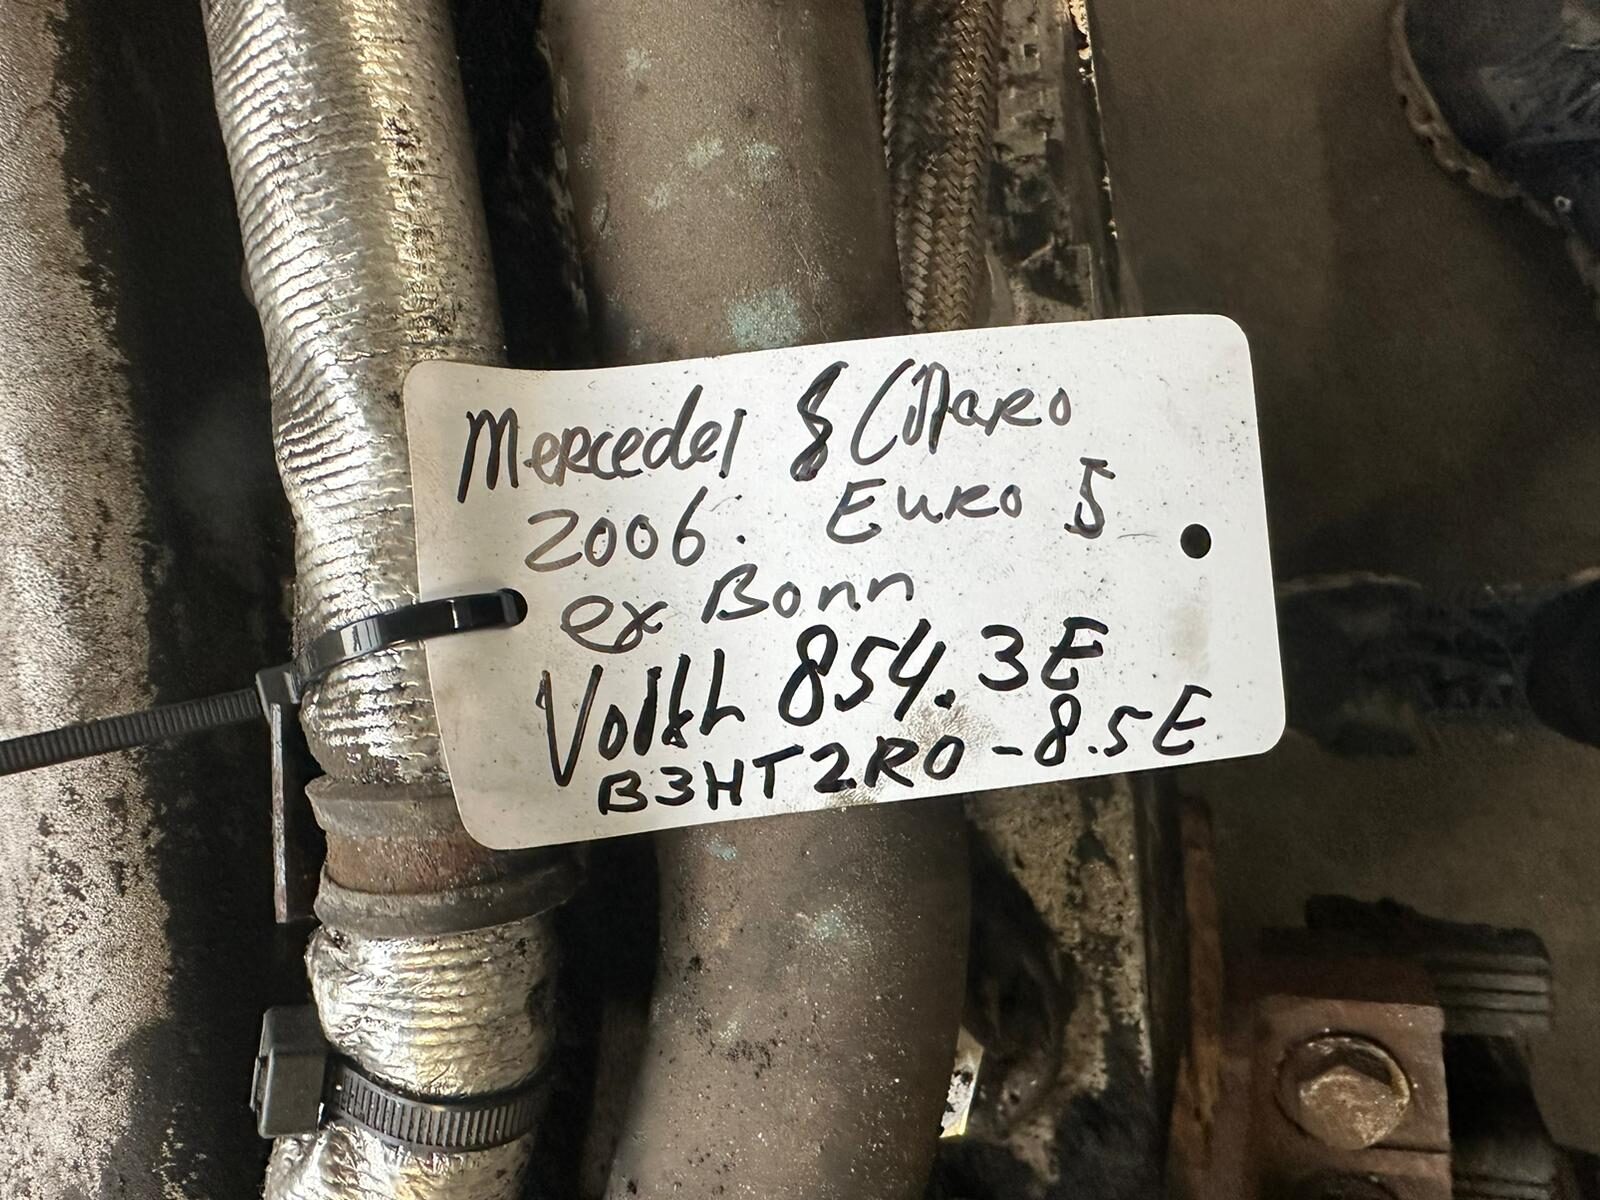 Mercedes Citaro
2006. Euro 5
ex Bonn
Voith 854.3E
B3HT2R0-8.5E